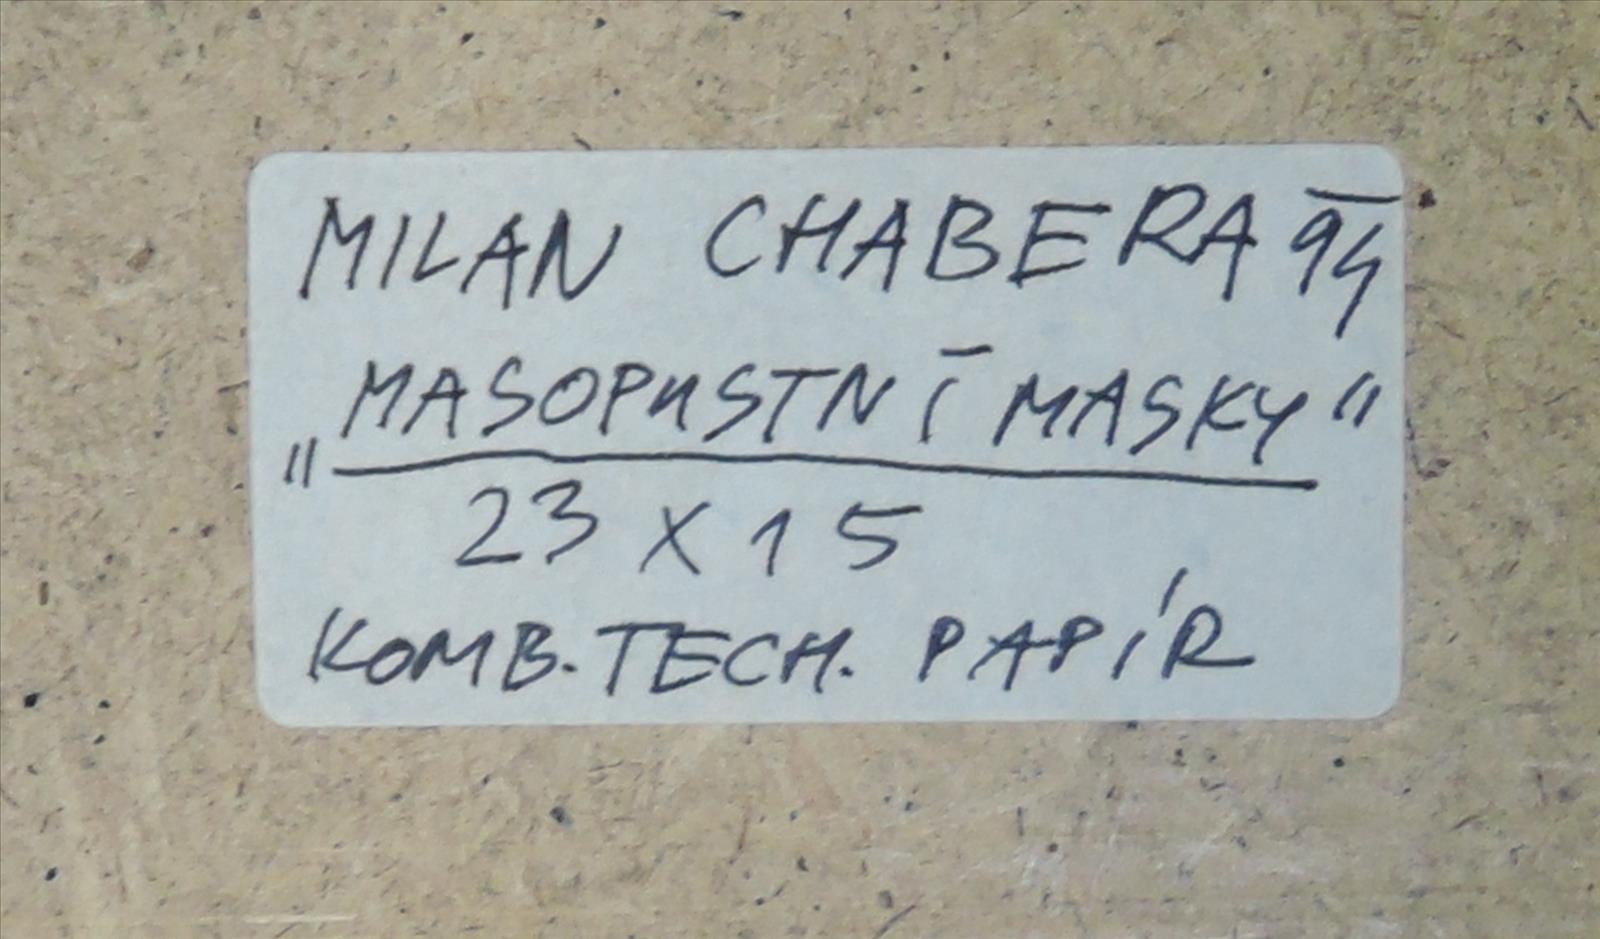 MILAN CHABERA 94
„MASOPUSTNÍ MASKY“
23 X 15
KOMB. TECH. PAPÍR